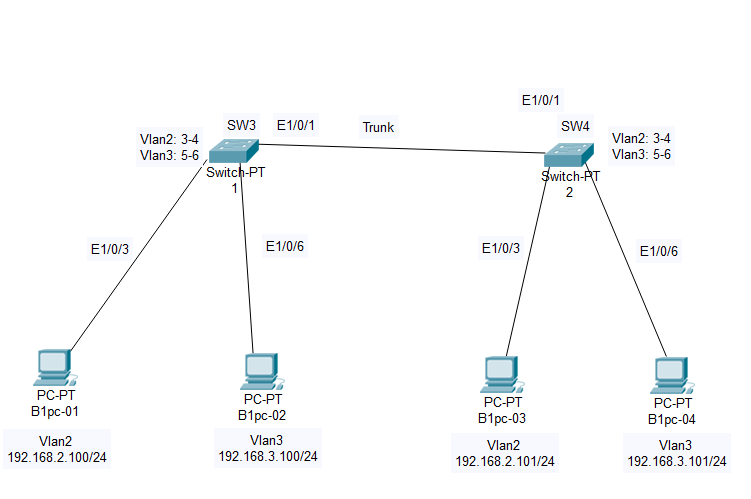 E1/0/1
SW3
E1/0/1
Trunk
SW4
Vlan2: 3-4
Vlan3: 5-6
Vlan2: 3-4
Vlan3: 5-6
Switch-PT
1
Switch-PT
2
E1/0/3
E1/0/6
E1/0/3
E1/0/6
PC-PT
B1pc-01
PC-PT
B1pc-02
PC-PT
B1pc-03
PC-PT
B1pc-04
Vlan2
192.168.2.100/24
Vlan3
192.168.3.100/24
Vlan2
192.168.2.101/24
Vlan3
192.168.3.101/24